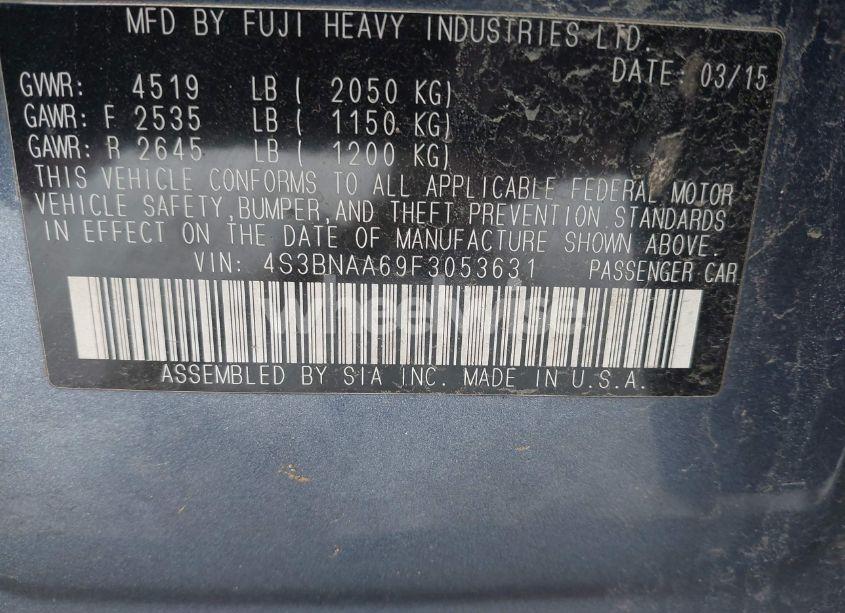 MFD BY FUJI HEAVY INDUSTRIES LTD.
DATE: 03/15
GVWR: 4519 LB ( 2050 KG)
GAWR: F 2535 LB ( 1150 KG)
GAWR: R 2645 LB ( 1200 KG)
THIS VEHICLE CONFORMS TO ALL APPLICABLE FEDERAL MOTOR
VEHICLE SAFETY, BUMPER, AND THEFT PREVENTION STANDARDS
IN EFFECT ON THE DATE OF MANUFACTURE SHOWN ABOVE.
VIN: 4S3BNAA69F3053631 PASSENGER CAR
wheelwise
ASSEMBLED BY SIA INC. MADE IN U.S.A.